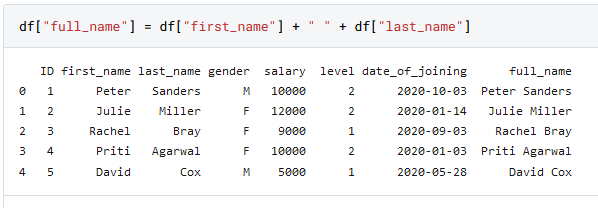 df["full_name"] = df["first_name"] + " " + df["last_name"]
ID first_name last_name gender salary level date_of_joining full_name
0 1 Peter Sanders M 10000 2 2020-10-03 Peter Sanders
1 2 Julie Miller F 12000 2 2020-01-14 Julie Miller
2 3 Rachel Bray F 9000 1 2020-09-03 Rachel Bray
3 4 Priti Agarwal F 10000 2 2020-01-03 Priti Agarwal
4 5 David Cox M 5000 1 2020-05-28 David Cox